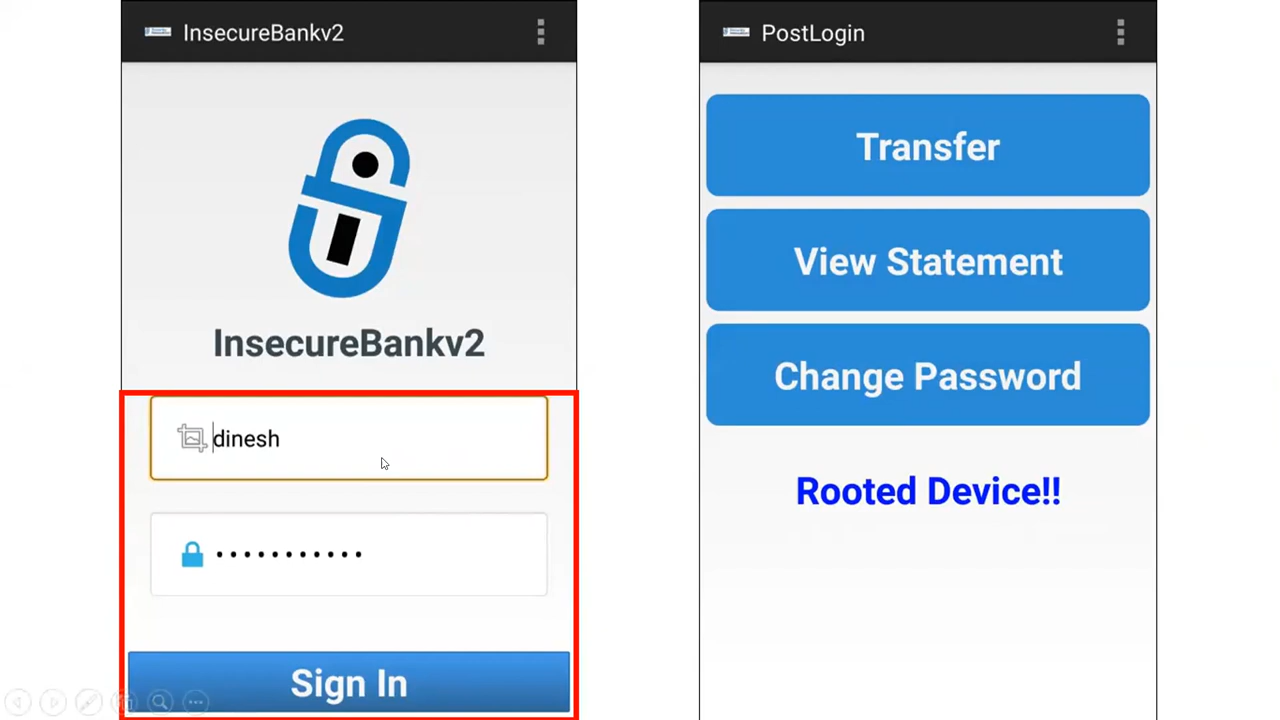 InsecureBankv2
InsecureBankv2
dinesh
•••••••••••
Sign In
PostLogin
Transfer
View Statement
Change Password
Rooted Device!!